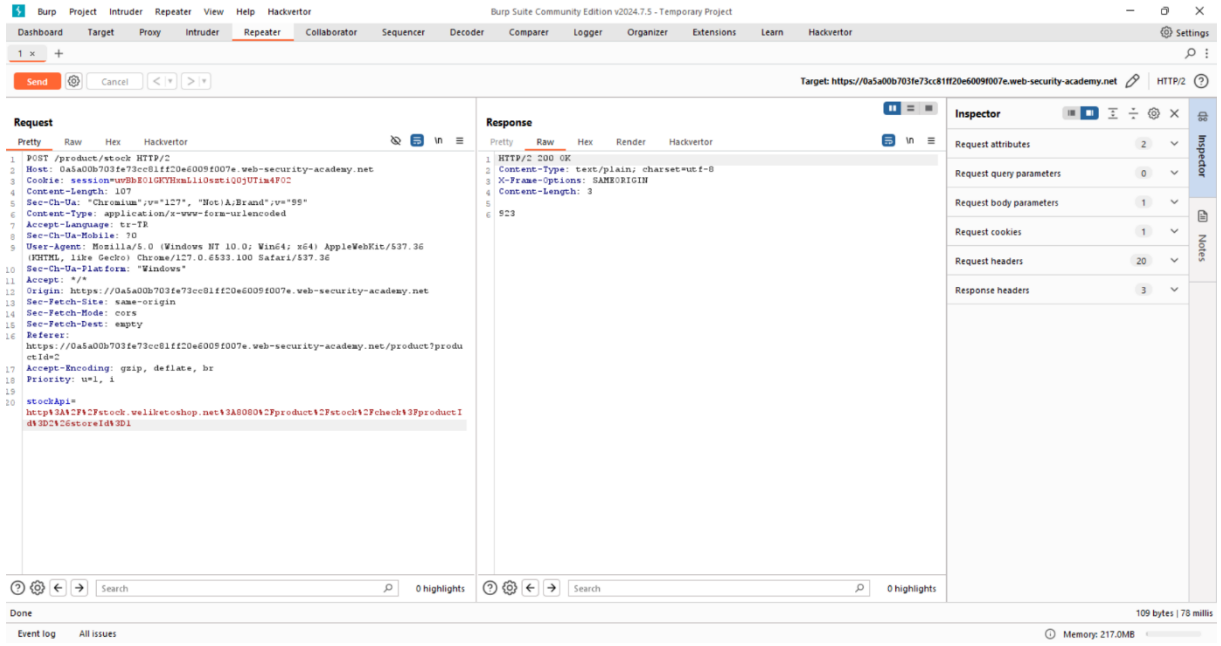 Burp Project Intruder Repeater View Help Hackvertor
Burp Suite Community Edition v2024.7.5 - Temporary Project
Dashboard Target Proxy Intruder Repeater Collaborator Sequencer Decoder Comparer Logger Organizer Extensions Learn Hackvertor Settings
1 × +
Send Cancel < > Target: https://0a5a00b703fe73cc81ff20e6009f007e.web-security-academy.net HTTP/2
Request
Pretty Raw Hex Hackvertor \n
1 POST /product/stock HTTP/2
2 Host: 0a5a00b703fe73cc81ff20e6009f007e.web-security-academy.net
3 Cookie:
4 Content-Length: 107
5 Sec-Ch-Ua: "Chromium";v="127", "Not)A;Brand";v="99"
6 Content-Type: application/x-www-form-urlencoded
7 Accept-Language: tr-TR
8 Sec-Ch-Ua-Mobile: ?0
9 User-Agent: Mozilla/5.0 (Windows NT 10.0; Win64; x64) AppleWebKit/537.36
(KHTML, like Gecko) Chrome/127.0.6533.100 Safari/537.36
10 Sec-Ch-Ua-Platform: "Windows"
11 Accept: */*
12 Origin: https://0a5a00b703fe73cc81ff20e6009f007e.web-security-academy.net
13 Sec-Fetch-Site: same-origin
14 Sec-Fetch-Mode: cors
15 Sec-Fetch-Dest: empty
16 Referer:
https://0a5a00b703fe73cc81ff20e6009f007e.web-security-academy.net/product?produ
ctId=2
17 Accept-Encoding: gzip, deflate, br
18 Priority: u=1, i
19
20 stockApi=
http%3A%2F%2Fstock.weliketoshop.net%3A8080%2Fproduct%2Fstock%2Fcheck%3FproductI
d%3D2%26storeId%3D1
Search 0 highlights
Response
Pretty Raw Hex Render Hackvertor \n
1 HTTP/2 200 OK
2 Content-Type: text/plain; charset=utf-8
3 X-Frame-Options: SAMEORIGIN
4 Content-Length: 3
5
6 923
Search 0 highlights
Inspector
Request attributes 2
Request query parameters 0
Request body parameters 1
Request cookies 1
Request headers 20
Response headers 3
Inspector
Notes
Done 109 bytes | 78 millis
Event log All issues Memory: 217.0MB